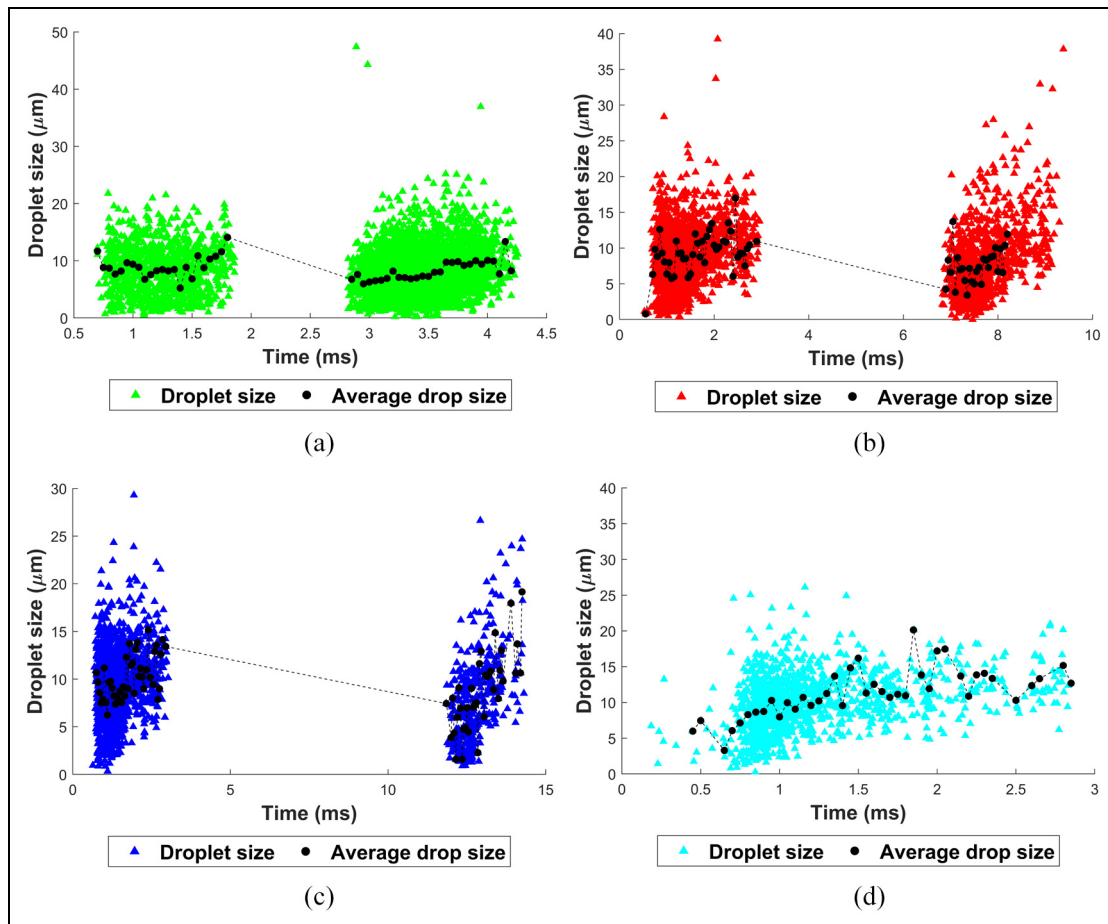 50
40
30
20
10
0
Droplet size (μm)
0.5 1 1.5 2 2.5 3 3.5 4 4.5
Time (ms)
Droplet size Average drop size
(a)
40
35
30
25
20
15
10
5
0
Droplet size (μm)
0 2 4 6 8 10
Time (ms)
Droplet size Average drop size
(b)
30
25
20
15
10
5
0
Droplet size (μm)
0 5 10 15
Time (ms)
Droplet size Average drop size
(c)
40
35
30
25
20
15
10
5
0
Droplet size (μm)
0 0.5 1 1.5 2 2.5 3
Time (ms)
Droplet size Average drop size
(d)